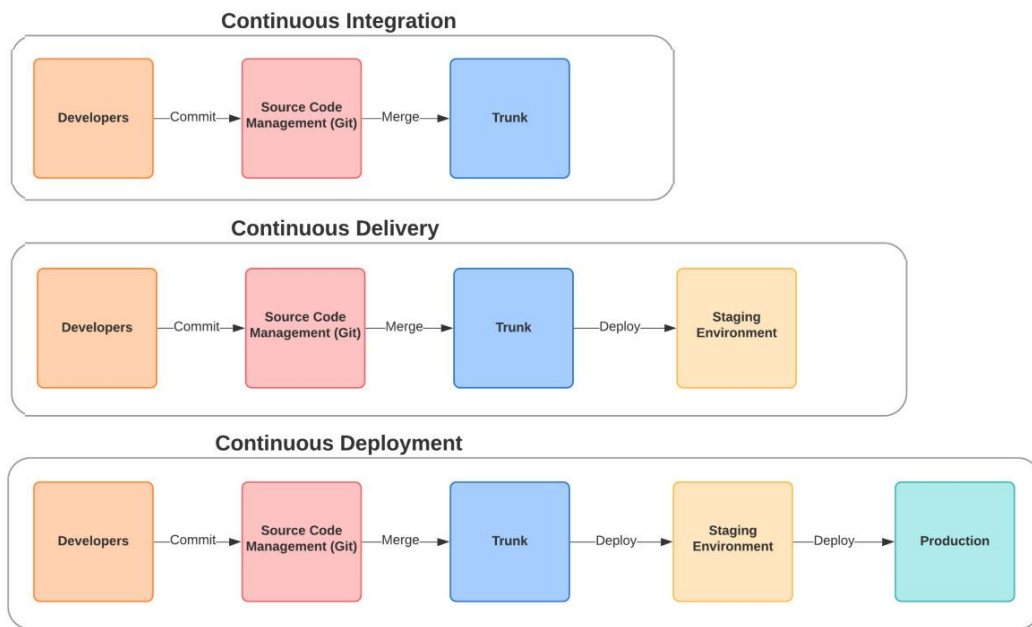 Continuous Integration
Developers
Commit
Source Code
Management (Git)
Merge
Trunk
Continuous Delivery
Developers
Commit
Source Code
Management (Git)
Merge
Trunk
Deploy
Staging
Environment
Continuous Deployment
Developers
Commit
Source Code
Management (Git)
Merge
Trunk
Deploy
Staging
Environment
Deploy
Production